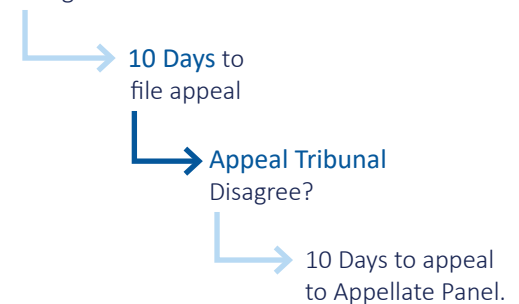 10 Days to
file appeal
Appeal Tribunal
Disagree?
10 Days to appeal
to Appellate Panel.